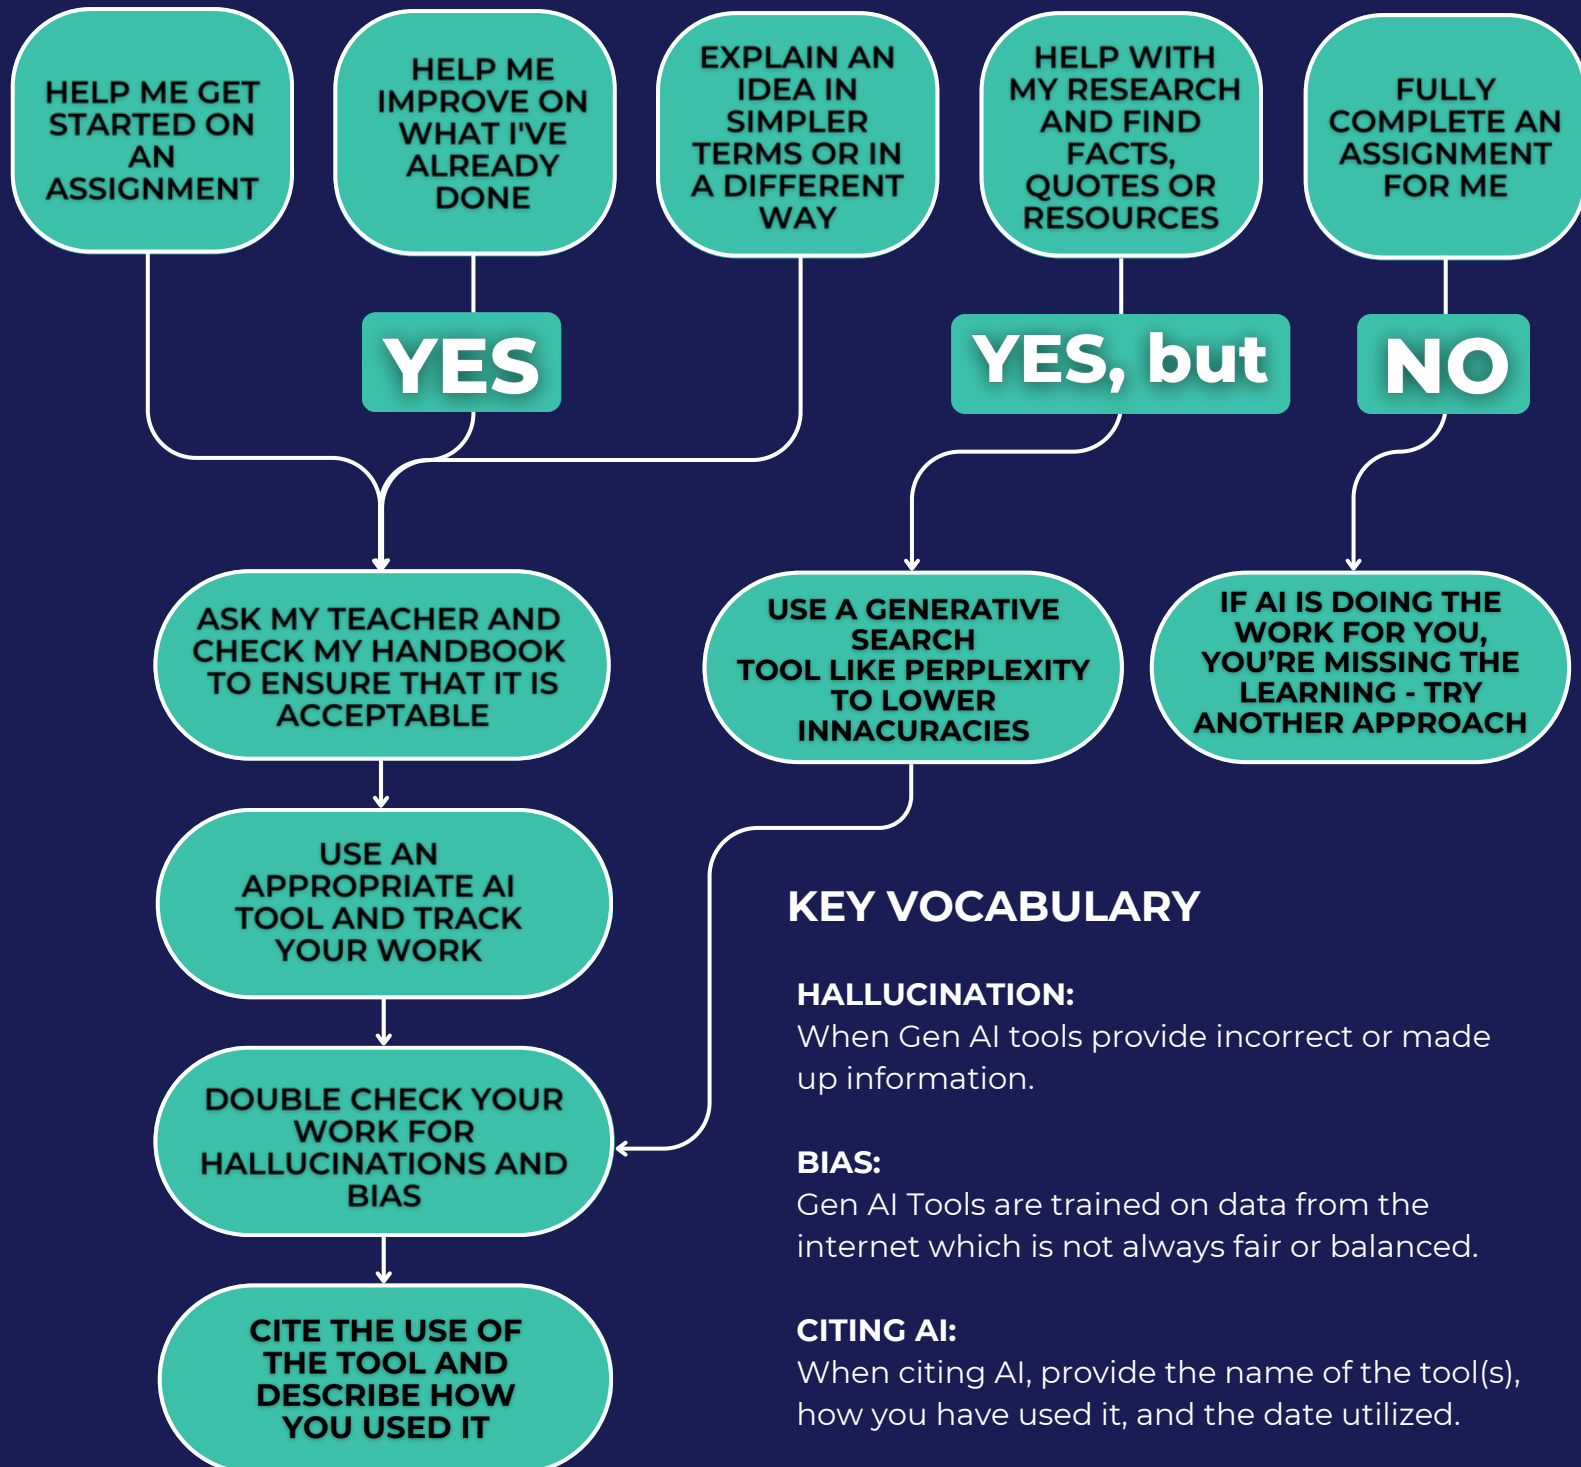 HELP ME GET
STARTED ON
AN
ASSIGNMENT
HELP ME
IMPROVE ON
WHAT I'VE
ALREADY
DONE
EXPLAIN AN
IDEA IN
SIMPLER
TERMS OR IN
A DIFFERENT
WAY
HELP WITH
MY RESEARCH
AND FIND
FACTS,
QUOTES OR
RESOURCES
FULLY
COMPLETE AN
ASSIGNMENT
FOR ME
YES
YES, but
NO
ASK MY TEACHER AND
CHECK MY HANDBOOK
TO ENSURE THAT IT IS
ACCEPTABLE
USE A GENERATIVE
SEARCH
TOOL LIKE PERPLEXITY
TO LOWER
INNACURACIES
IF AI IS DOING THE
WORK FOR YOU,
YOU’RE MISSING THE
LEARNING - TRY
ANOTHER APPROACH
USE AN
APPROPRIATE AI
TOOL AND TRACK
YOUR WORK
DOUBLE CHECK YOUR
WORK FOR
HALLUCINATIONS AND
BIAS
CITE THE USE OF
THE TOOL AND
DESCRIBE HOW
YOU USED IT
KEY VOCABULARY
HALLUCINATION:
When Gen AI tools provide incorrect or made
up information.
BIAS:
Gen AI Tools are trained on data from the
internet which is not always fair or balanced.
CITING AI:
When citing AI, provide the name of the tool(s),
how you have used it, and the date utilized.